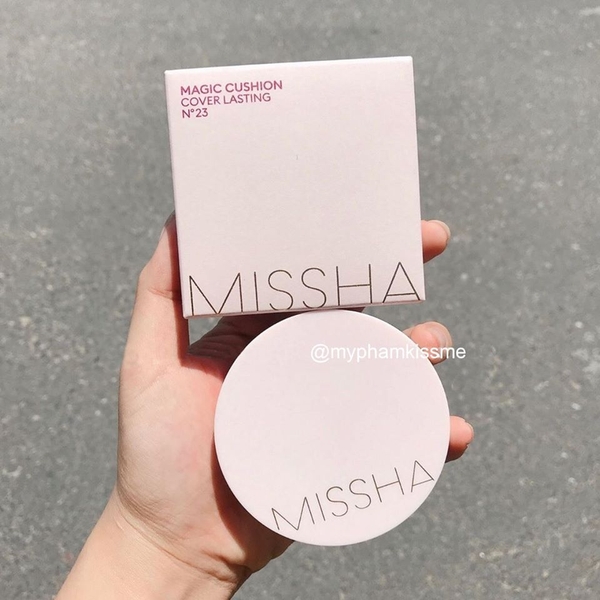 MAGIC CUSHION
COVER LASTING
N°23
MISSHA
@myphamkissme
MISSHA